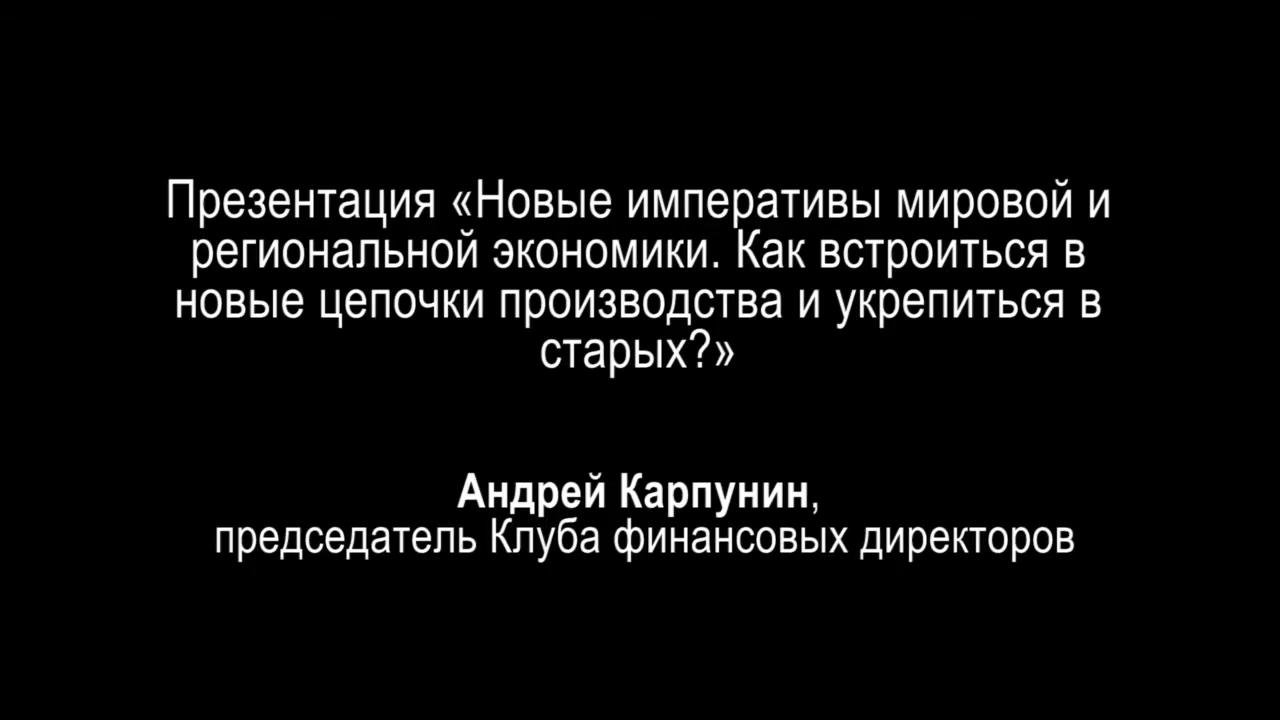 Презентация «Новые императивы мировой и
региональной экономики. Как встроиться в
новые цепочки производства и укрепиться в
старых?»
Андрей Карпунин,
председатель Клуба финансовых директоров